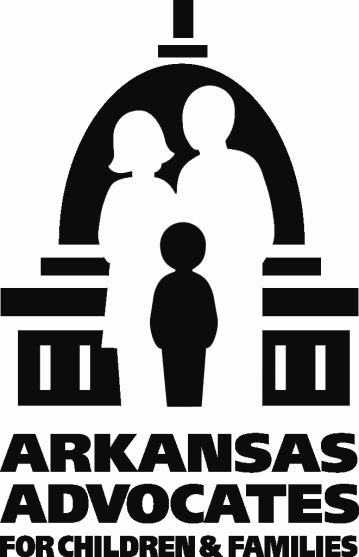 ARKANSAS
ADVOCATES
FOR CHILDREN & FAMILIES